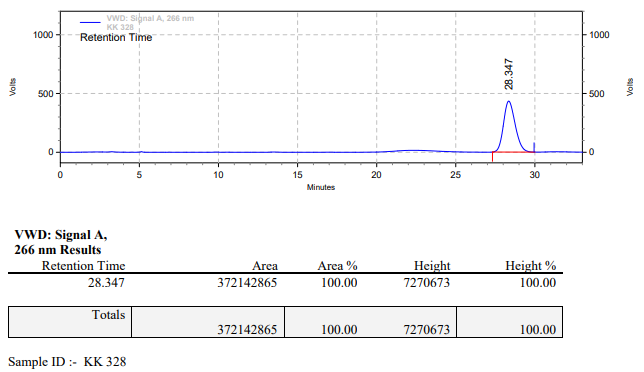 VWD: Signal A, 266 nm
KK 328
Retention Time
1000
1000
28.347
Volts
500
500
Volts
0
0
0 5 10 15 20 25 30
Minutes
VWD: Signal A,
266 nm Results
Retention Time Area Area % Height Height %
28.347 372142865 100.00 7270673 100.00
Totals
372142865 100.00 7270673 100.00
Sample ID :- KK 328